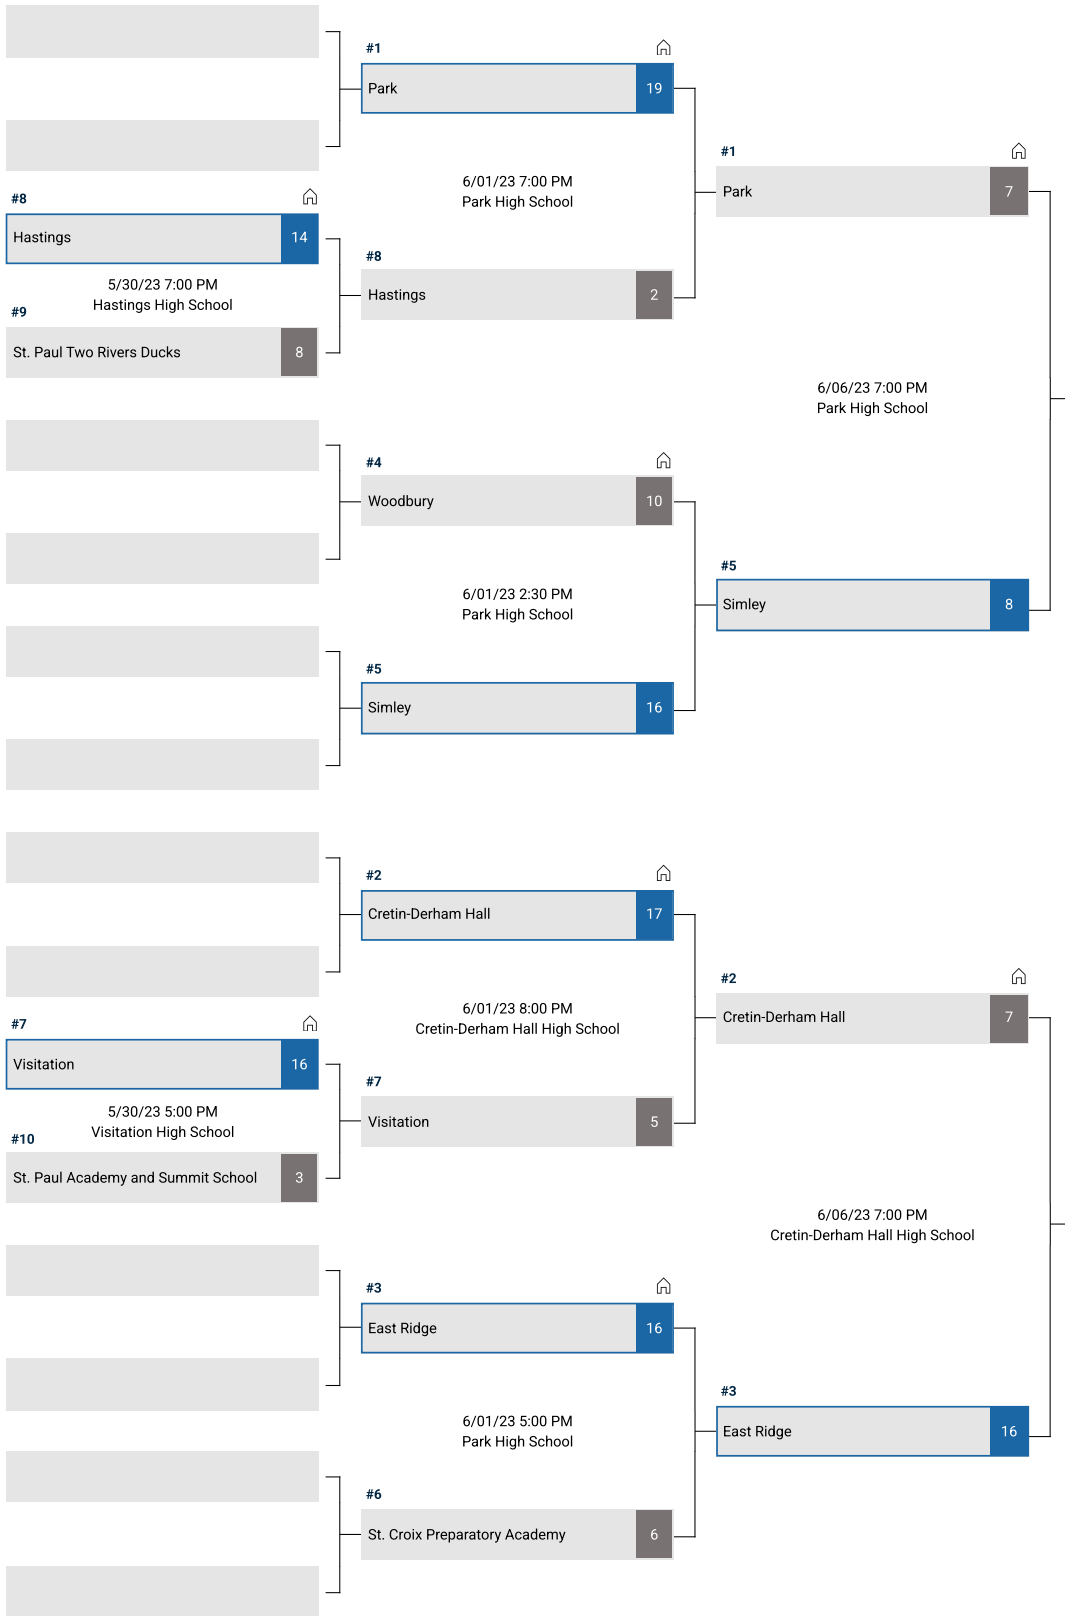 #1
Park
19
6/01/23 7:00 PM
Park High School
#8
Hastings
2
#1
Park
7
#8
Hastings
14
5/30/23 7:00 PM
Hastings High School
#9
St. Paul Two Rivers Ducks
8
6/06/23 7:00 PM
Park High School
#4
Woodbury
10
6/01/23 2:30 PM
Park High School
#5
Simley
16
#5
Simley
8
#2
Cretin-Derham Hall
17
6/01/23 8:00 PM
Cretin-Derham Hall High School
#7
Visitation
5
#2
Cretin-Derham Hall
7
#7
Visitation
16
5/30/23 5:00 PM
Visitation High School
#10
St. Paul Academy and Summit School
3
6/06/23 7:00 PM
Cretin-Derham Hall High School
#3
East Ridge
16
6/01/23 5:00 PM
Park High School
#6
St. Croix Preparatory Academy
6
#3
East Ridge
16